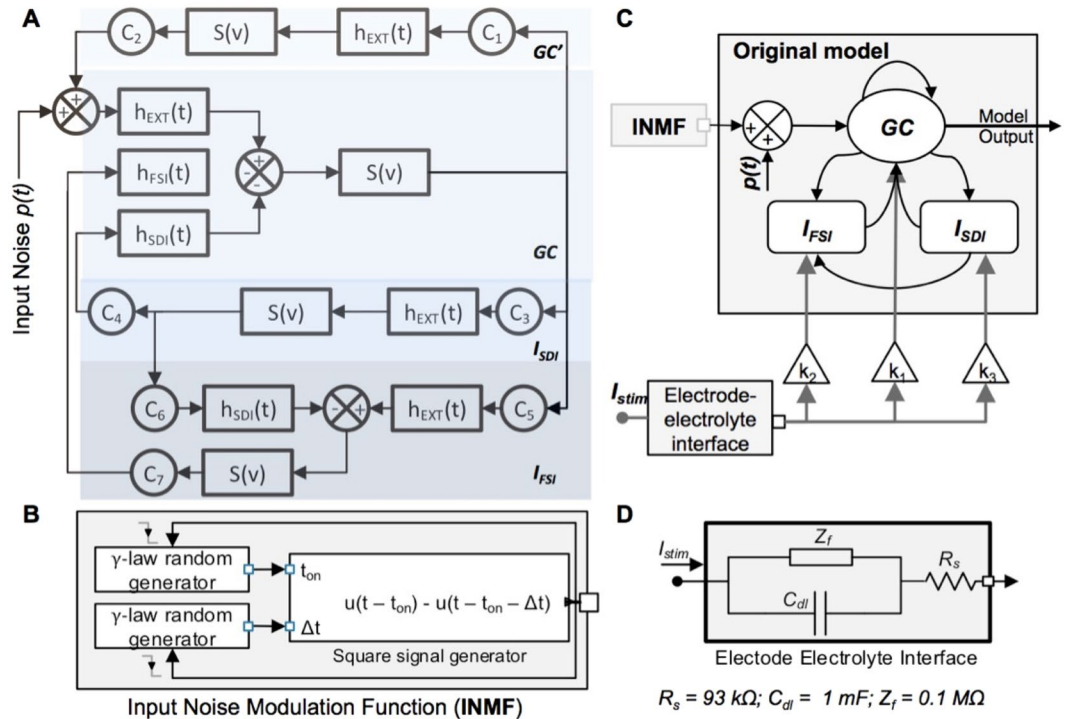 A
C₂
S(v)
hEXT(t)
C₁
GC'
+
+
hEXT(t)
hFSI(t)
hSDI(t)
+
-
-
S(v)
GC
Input Noise p(t)
C₄
S(v)
hEXT(t)
C₃
ISDI
C₆
hSDI(t)
-
+
hEXT(t)
C₅
C₇
S(v)
IFSI
B
γ-law random
generator
γ-law random
generator
ton
Δt
u(t − ton) - u(t − ton − Δt)
Square signal generator
Input Noise Modulation Function (INMF)
C
Original model
INMF
+
+
p(t)
GC
Model
Output
IFSI
ISDI
k₂
k₁
k₃
Istim
Electrode-
electrolyte
interface
D
Istim
Zf
Cdl
Rs
Electode Electrolyte Interface
Rs = 93 kΩ; Cdl = 1 mF; Zf = 0.1 MΩ